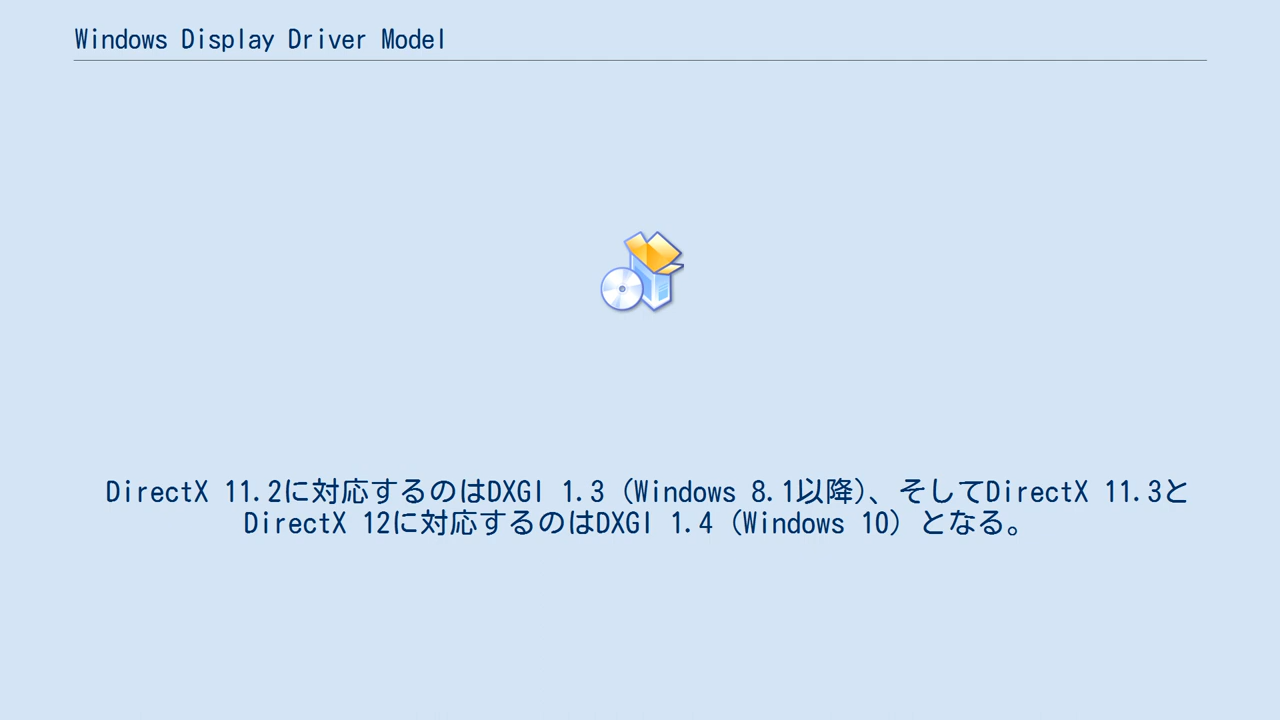 Windows Display Driver Model
DirectX 11.2に対応するのはDXGI 1.3（Windows 8.1以降）、そしてDirectX 11.3と
DirectX 12に対応するのはDXGI 1.4（Windows 10）となる。